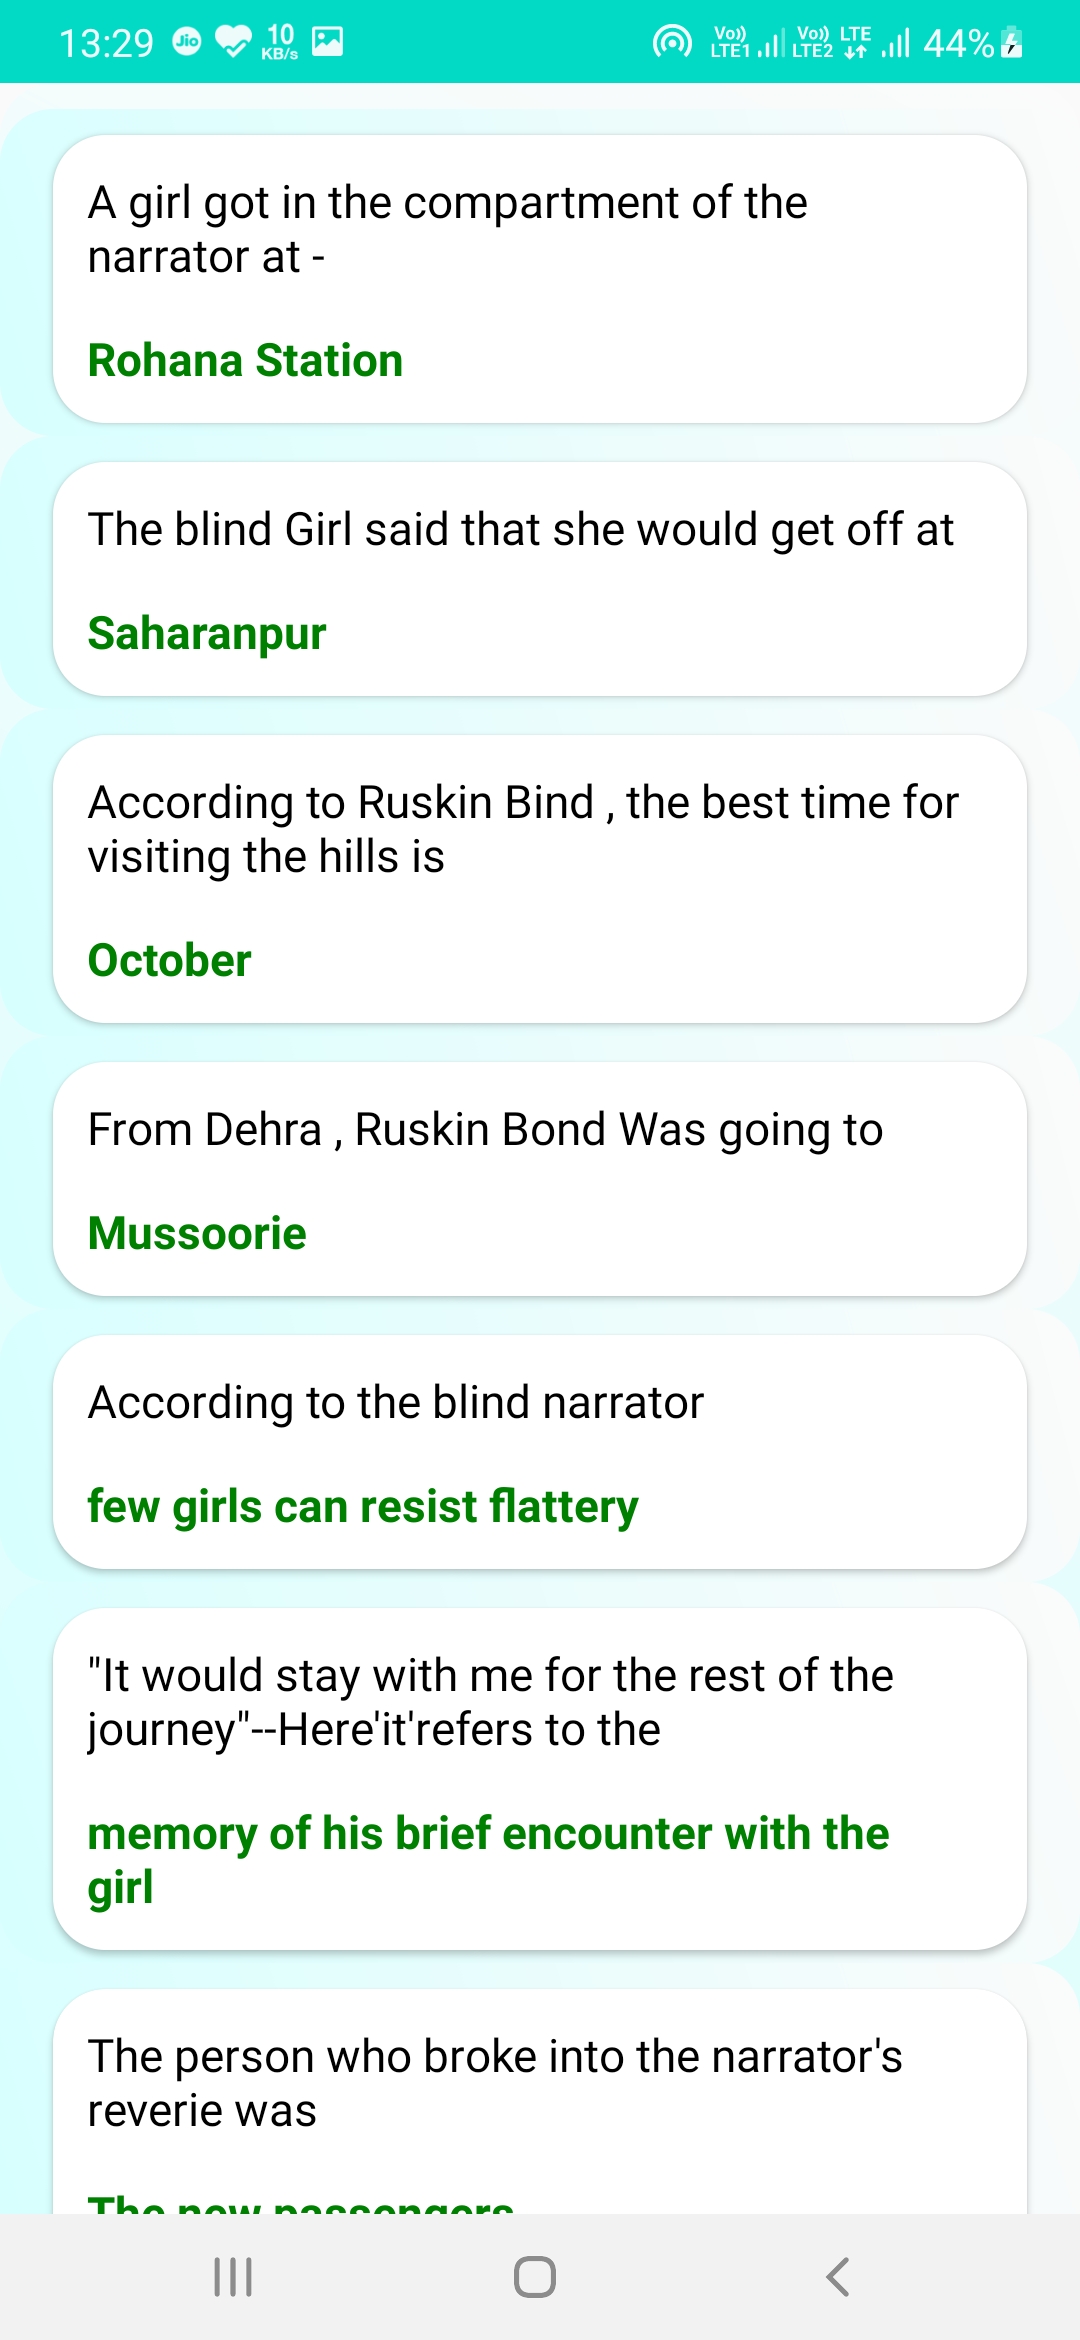 13:29 Jio 10 KB/s Vo)) LTE1 Vo)) LTE2 LTE 44%
A girl got in the compartment of the
narrator at -
Rohana Station
The blind Girl said that she would get off at
Saharanpur
According to Ruskin Bind , the best time for
visiting the hills is
October
From Dehra , Ruskin Bond Was going to
Mussoorie
According to the blind narrator
few girls can resist flattery
"It would stay with me for the rest of the
journey"--Here'it'refers to the
memory of his brief encounter with the
girl
The person who broke into the narrator's
reverie was
The new passengers